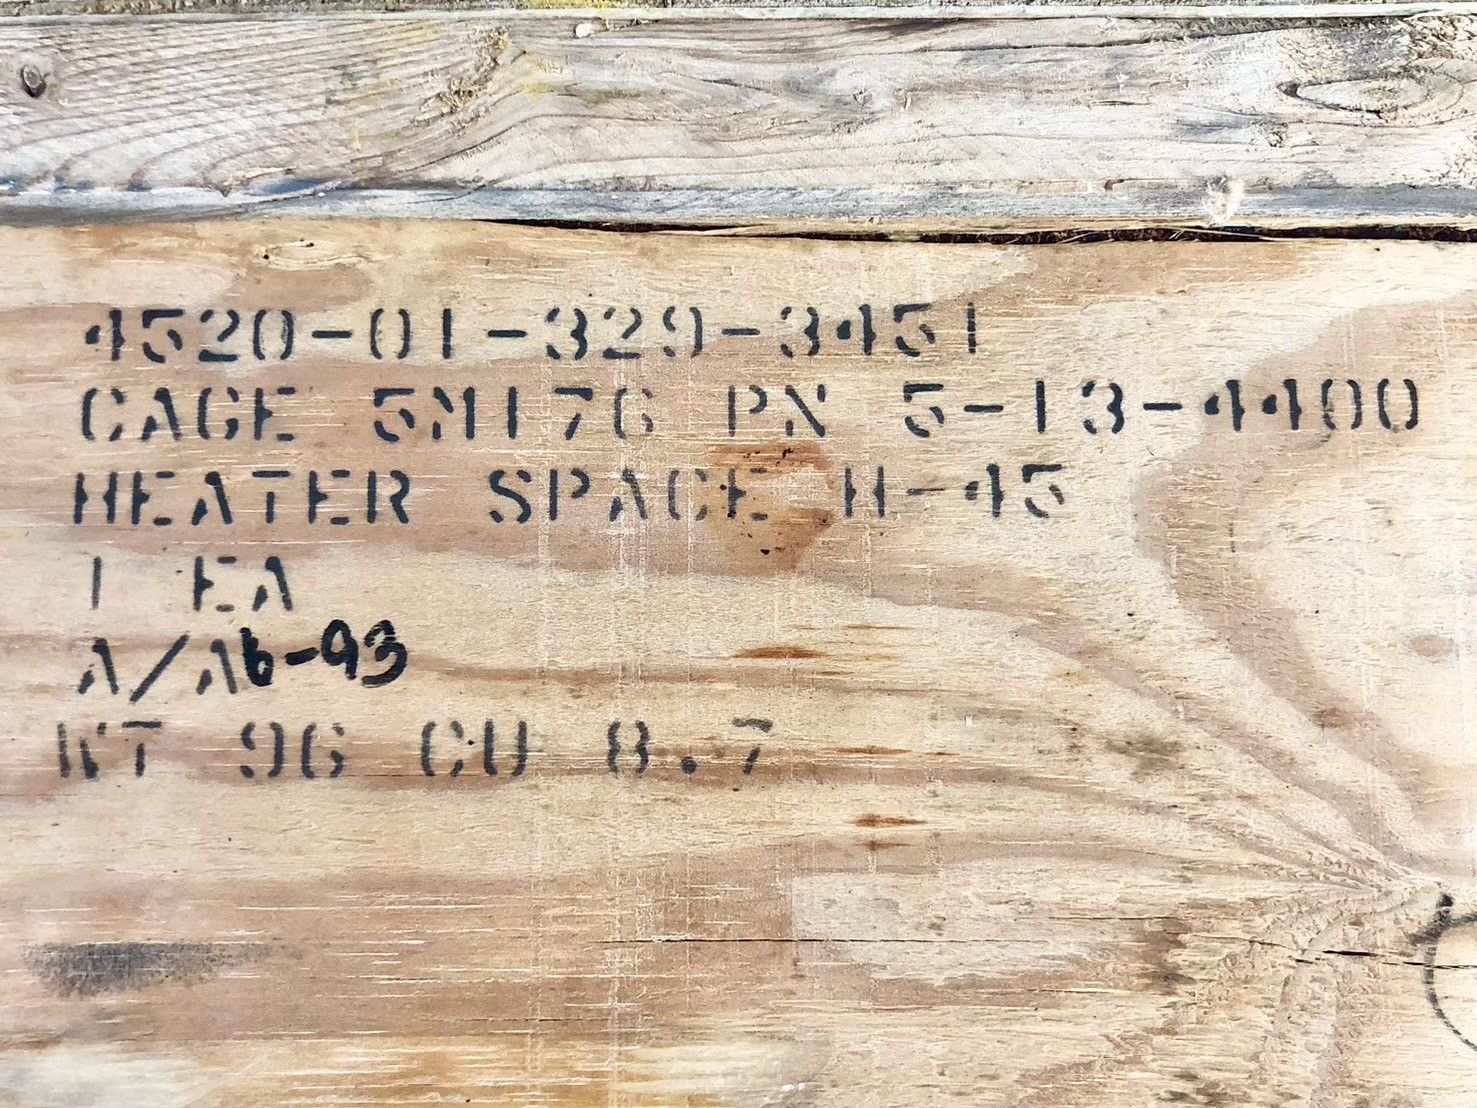 4520-01-329-3451
CAGE 5M176 PN 5-13-4400
HEATER SPACE H-45
1 EA
A/A6-93
WT 96 CU 8.7